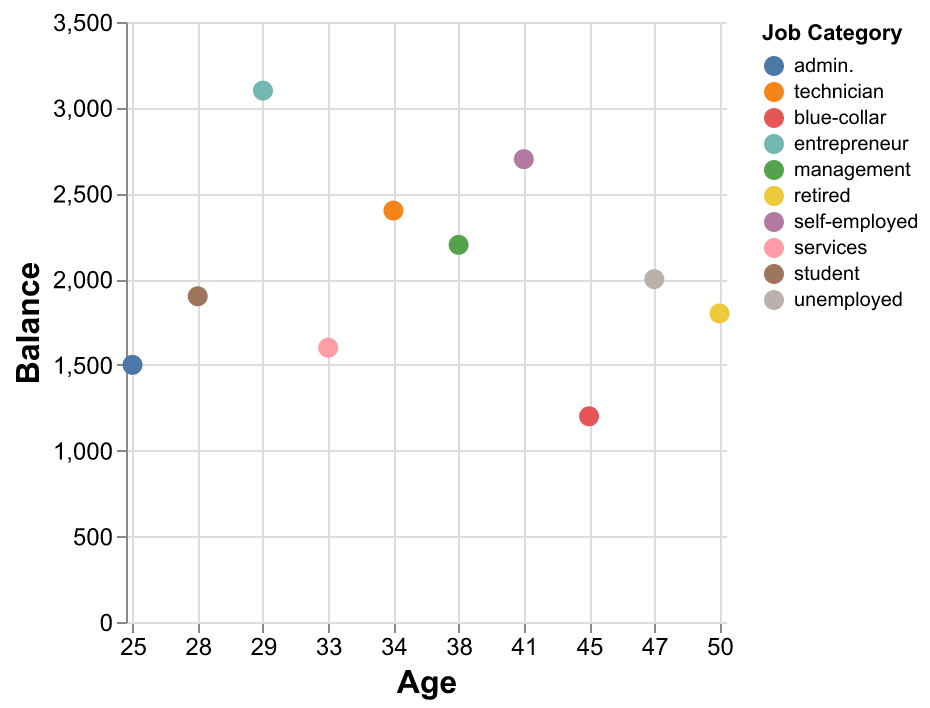 3,500
3,000
2,500
2,000
1,500
1,000
500
0
Balance
25 28 29 33 34 38 41 45 47 50
Age
Job Category
admin.
technician
blue-collar
entrepreneur
management
retired
self-employed
services
student
unemployed